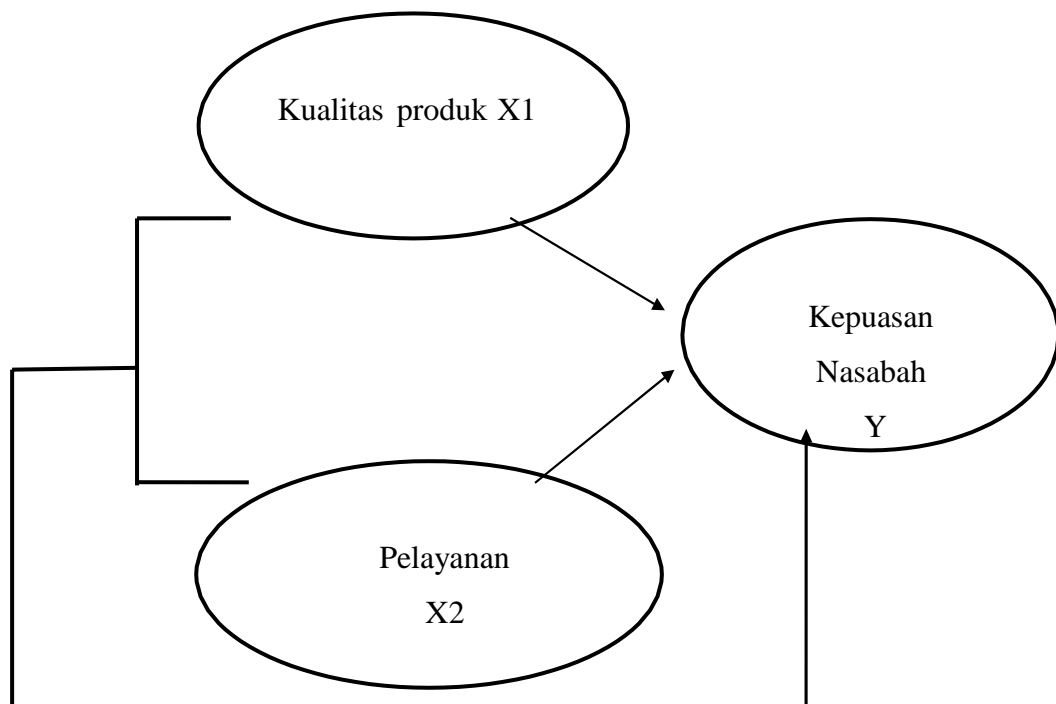 Kualitas produk X1
Kepuasan
Nasabah
Y
Pelayanan
X2